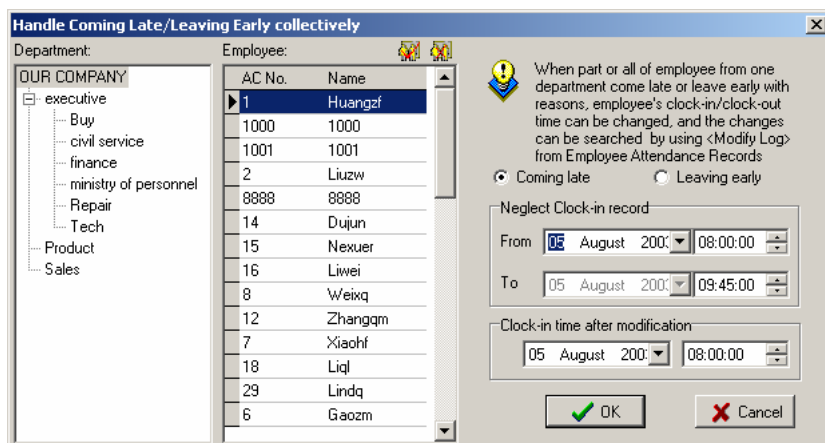 Handle Coming Late/Leaving Early collectively
Department:
OUR COMPANY
executive
Buy
civil service
finance
ministry of personnel
Repair
Tech
Product
Sales
Employee:
AC No. Name
1 Huangzf
1000 1000
1001 1001
2 Liuzw
8888 8888
14 Dujun
15 Nexuer
16 Liwei
8 Weixq
12 Zhangqm
7 Xiaohf
18 Liql
29 Lindq
6 Gaozm
When part or all of employee from one
department come late or leave early with
reasons, employee's clock-in/clock-out
time can be changed, and the changes
can be searched by using <Modify Log>
from Employee Attendance Records
Coming late Leaving early
Neglect Clock-in record
From 05 August 200 08:00:00
To 05 August 200 09:45:00
Clock-in time after modification
05 August 200 08:00:00
OK Cancel